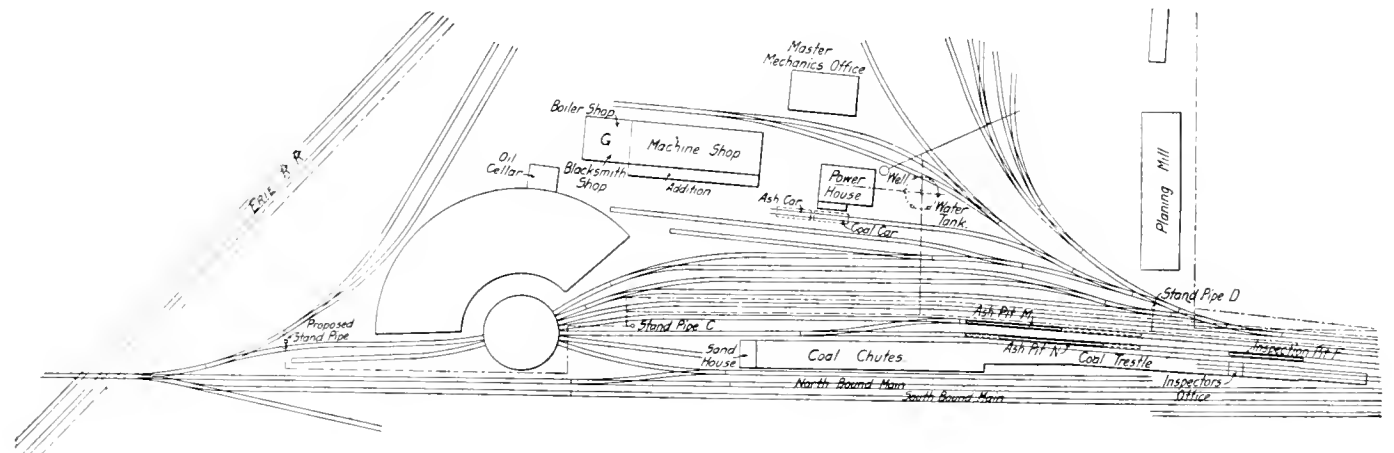 Master
Mechanics Office
Boiler Shop
G
Machine Shop
Oil
Cellar
Blacksmith
Shop
Addition
Power
House
Well
Water
Tank
Ash Car
Coal Car
ERIE R R
Planing Mill
Stand Pipe D
Proposed
Stand Pipe
Stand Pipe C
Ash Pit M
Ash Pit N
Sand
House
Coal Chutes
Coal Trestle
Inspection Pit F
Inspectors
Office
North Bound Main
South Bound Main